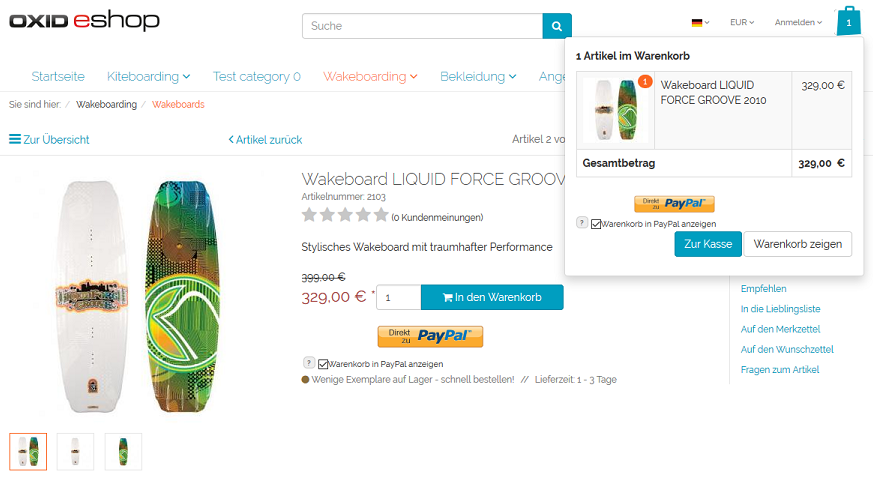 OXID eshop
Suche
EUR
Anmelden
1
Startseite
Kiteboarding
Test category 0
Wakeboarding
Bekleidung
Ange
Sie sind hier: / Wakeboarding / Wakeboards
Zur Übersicht
Artikel zurück
Artikel 2 vo
1 Artikel im Warenkorb
1
Wakeboard LIQUID
FORCE GROOVE 2010
329,00 €
Gesamtbetrag
329,00 €
Direkt zu PayPal
? Warenkorb in PayPal anzeigen
Zur Kasse
Warenkorb zeigen
Wakeboard LIQUID FORCE GROOV
Artikelnummer: 2103
(0 Kundenmeinungen)
Stylisches Wakeboard mit traumhafter Performance
399,00 €
329,00 € *
1
In den Warenkorb
Direkt zu PayPal
? Warenkorb in PayPal anzeigen
Wenige Exemplare auf Lager - schnell bestellen! // Lieferzeit: 1 - 3 Tage
Empfehlen
In die Lieblingsliste
Auf den Merkzettel
Auf den Wunschzettel
Fragen zum Artikel